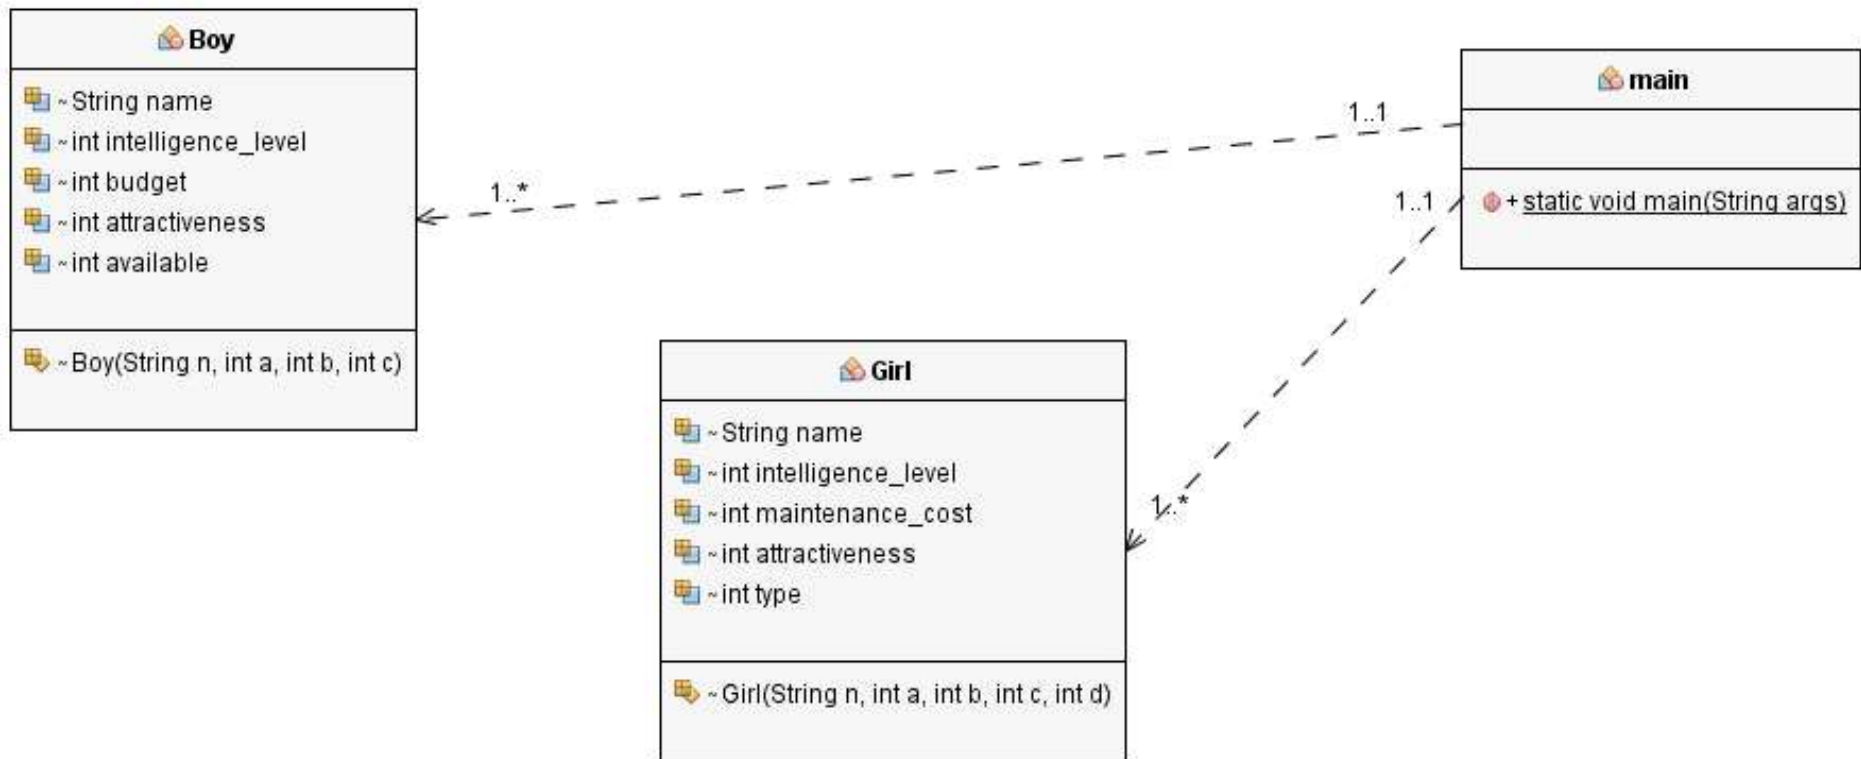 Boy
~String name
~int intelligence_level
~int budget
~int attractiveness
~int available
~Boy(String n, int a, int b, int c)
main
+static void main(String args)
1..1
1..*
1..1
1..*
Girl
~String name
~int intelligence_level
~int maintenance_cost
~int attractiveness
~int type
~Girl(String n, int a, int b, int c, int d)